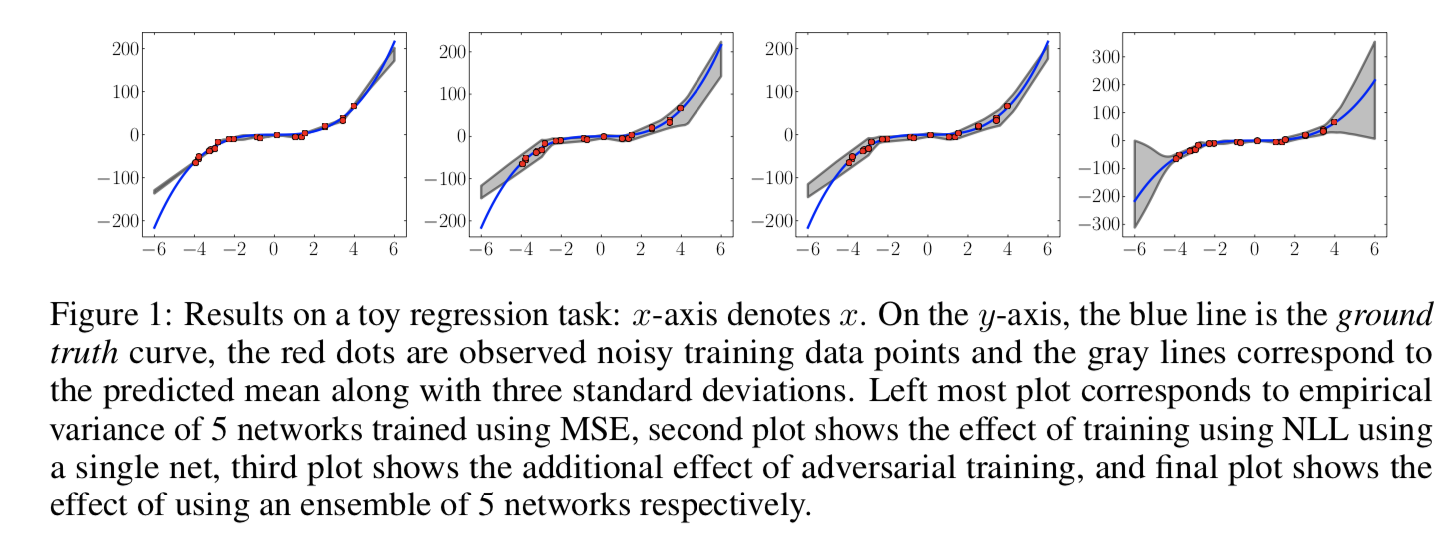 200
100
0
−100
−200
−6 −4 −2 0 2 4 6
200
100
0
−100
−200
−6 −4 −2 0 2 4 6
200
100
0
−100
−200
−6 −4 −2 0 2 4 6
300
200
100
0
−100
−200
−300
−6 −4 −2 0 2 4 6
Figure 1: Results on a toy regression task: x-axis denotes x. On the y-axis, the blue line is the ground
truth curve, the red dots are observed noisy training data points and the gray lines correspond to
the predicted mean along with three standard deviations. Left most plot corresponds to empirical
variance of 5 networks trained using MSE, second plot shows the effect of training using NLL using
a single net, third plot shows the additional effect of adversarial training, and final plot shows the
effect of using an ensemble of 5 networks respectively.